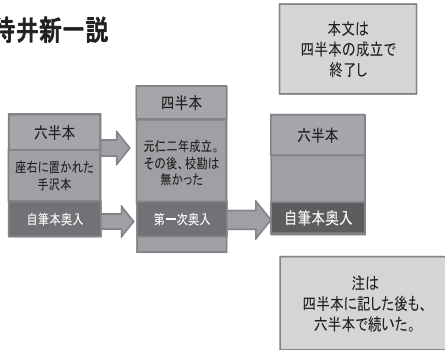 待井新一説
本文は
四半本の成立で
終了し
六半本
座右に置かれた
手沢本
自筆本奥入
四半本
元仁二年成立。
その後、校勘は
無かった
第一次奥入
六半本
自筆本奥入
注は
四半本に記した後も、
六半本で続いた。